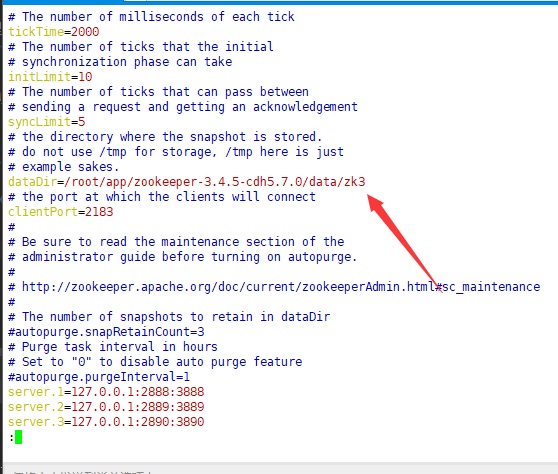 # The number of milliseconds of each tick
tickTime=2000
# The number of ticks that the initial
# synchronization phase can take
initLimit=10
# The number of ticks that can pass between
# sending a request and getting an acknowledgement
syncLimit=5
# the directory where the snapshot is stored.
# do not use /tmp for storage, /tmp here is just
# example sakes.
dataDir=/root/app/zookeeper-3.4.5-cdh5.7.0/data/zk3
# the port at which the clients will connect
clientPort=2183
#
# Be sure to read the maintenance section of the
# administrator guide before turning on autopurge.
#
# http://zookeeper.apache.org/doc/current/zookeeperAdmin.html#sc_maintenance
#
# The number of snapshots to retain in dataDir
#autopurge.snapRetainCount=3
# Purge task interval in hours
# Set to "0" to disable auto purge feature
#autopurge.purgeInterval=1
server.1=127.0.0.1:2888:3888
server.2=127.0.0.1:2889:3889
server.3=127.0.0.1:2890:3890
: